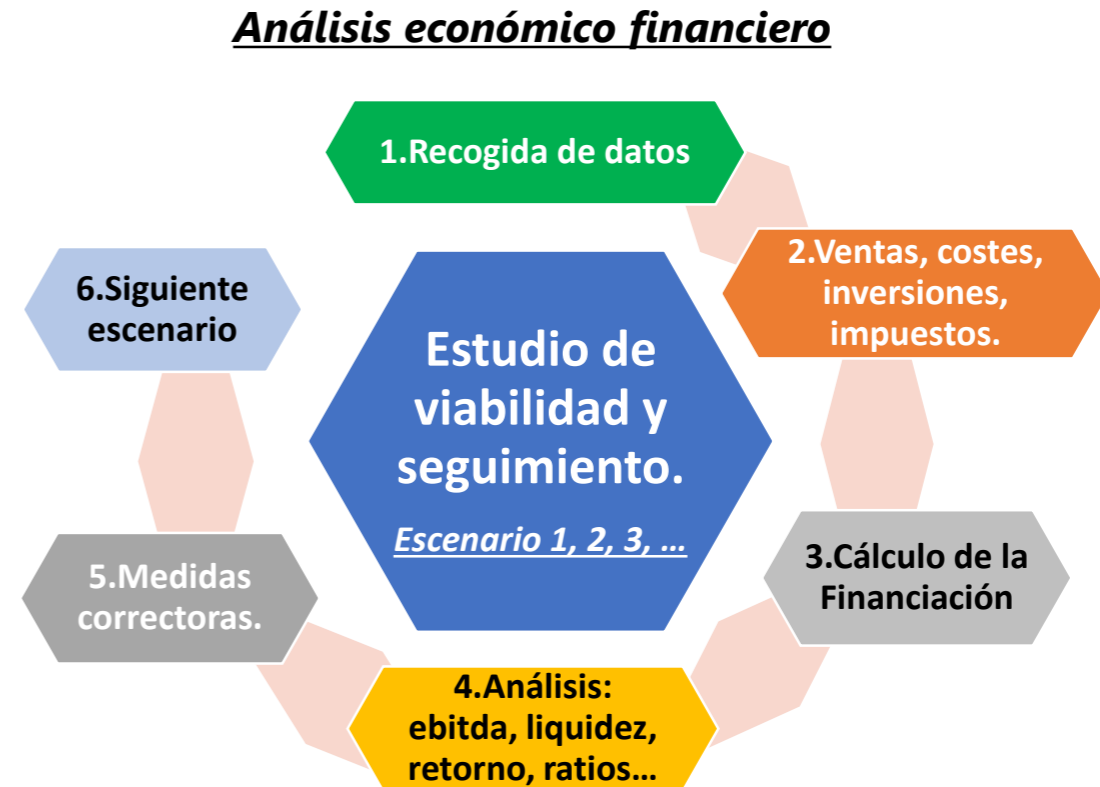 Análisis económico financiero
1.Recogida de datos
2.Ventas, costes,
inversiones,
impuestos.
3.Cálculo de la
Financiación
4.Análisis:
ebitda, liquidez,
retorno, ratios...
5.Medidas
correctoras.
6.Siguiente
escenario
Estudio de
viabilidad y
seguimiento.
Escenario 1, 2, 3, ...